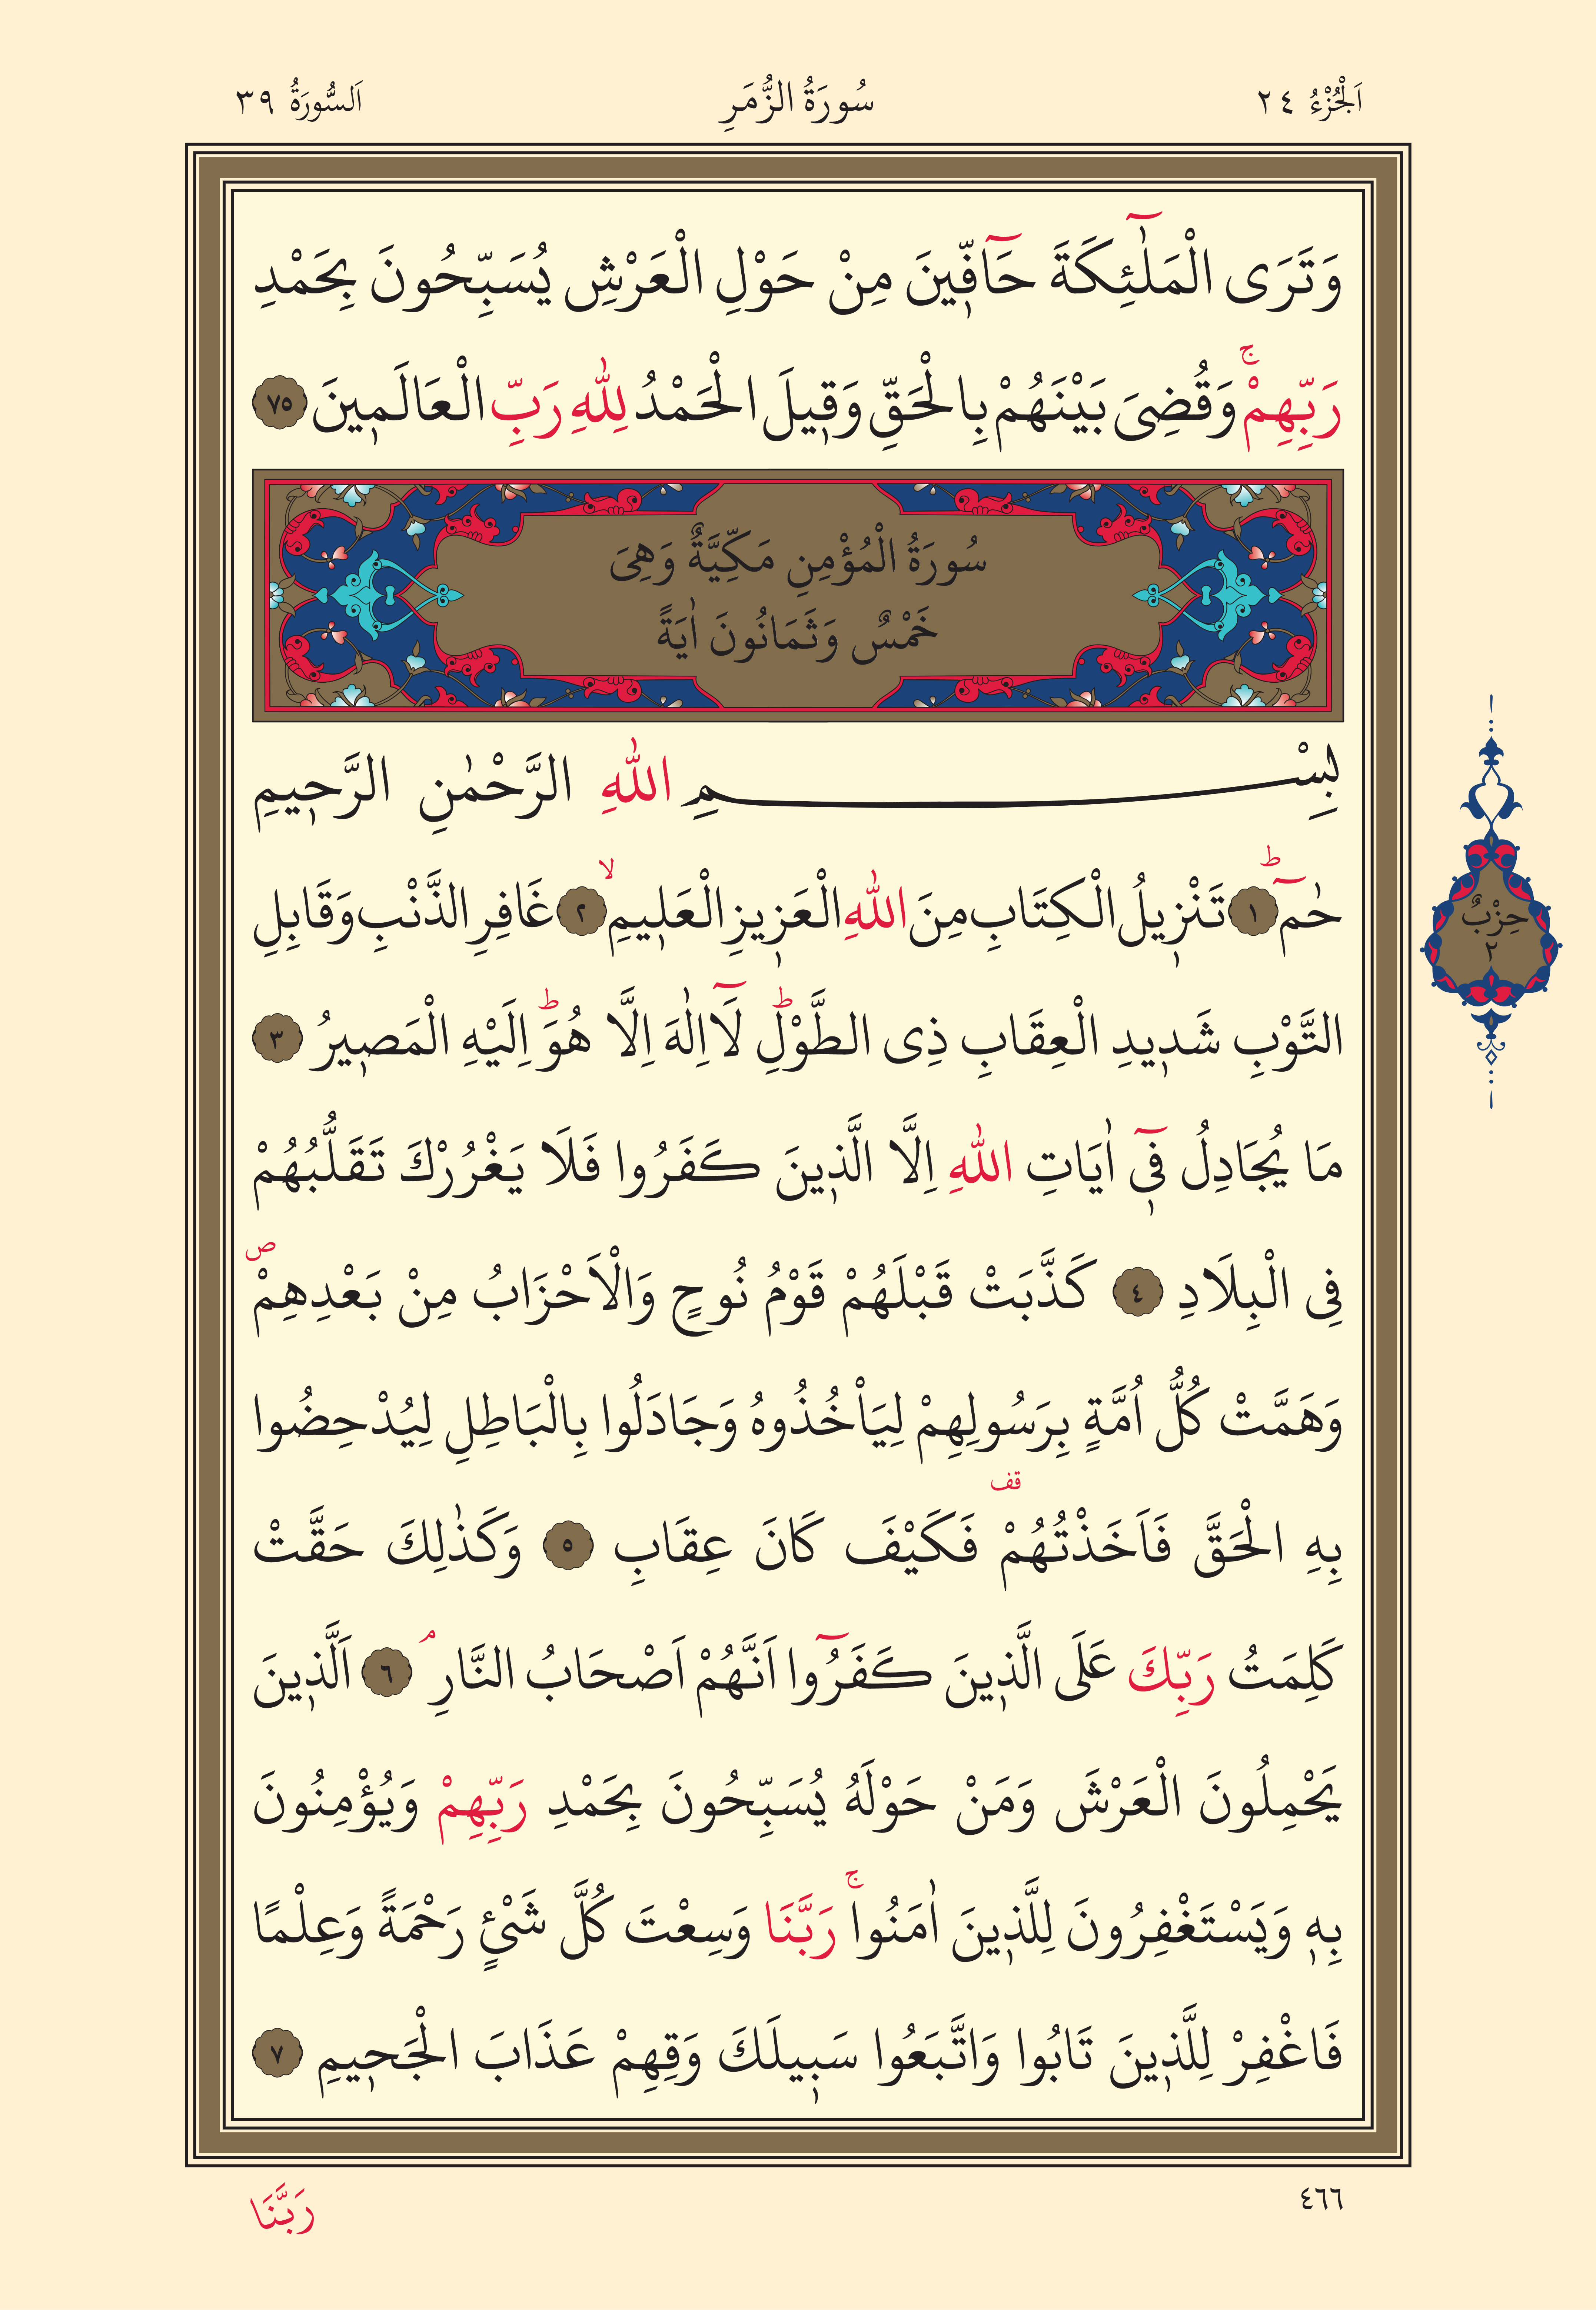 اَلْجُزْءُ ٢٤
سُورَةُ الزُّمَرِ
اَلسُّورَةُ ٣٩
وَتَرَى الْمَلٰٓئِكَةَ حَٓافّ۪ينَ مِنْ حَوْلِ الْعَرْشِ يُسَبِّحُونَ بِحَمْدِ
رَبِّهِمْۚ وَقُضِىَ بَيْنَهُمْ بِالْحَقِّ وَق۪يلَ الْحَمْدُ لِلّٰهِ رَبِّ الْعَالَم۪ينَ ٧٥
سُورَةُ الْمُؤْمِنِ مَكِّيَّةٌ وَهِىَ
خَمْسٌ وَثَمَانُونَ اٰيَةً
بِسْمِ اللّٰهِ الرَّحْمٰنِ الرَّح۪يمِ
حٰمٓۜ ١ تَنْز۪يلُ الْكِتَابِ مِنَ اللّٰهِ الْعَز۪يزِ الْعَل۪يمِۙ ٢ غَافِرِ الذَّنْبِ وَقَابِلِ
التَّوْبِ شَد۪يدِ الْعِقَابِ ذِى الطَّوْلِۜ لَٓا اِلٰهَ اِلَّا هُوَۜ اِلَيْهِ الْمَص۪يرُ ٣
مَا يُجَادِلُ ف۪ٓى اٰيَاتِ اللّٰهِ اِلَّا الَّذ۪ينَ كَفَرُوا فَلَا يَغْرُرْكَ تَقَلُّبُهُمْ
فِى الْبِلَادِ ٤ كَذَّبَتْ قَبْلَهُمْ قَوْمُ نُوحٍ وَالْاَحْزَابُ مِنْ بَعْدِهِمْۖ
وَهَمَّتْ كُلُّ اُمَّةٍ بِرَسُولِهِمْ لِيَاْخُذُوهُ وَجَادَلُوا بِالْبَاطِلِ لِيُدْحِضُوا
بِهِ الْحَقَّ فَاَخَذْتُهُمْ قف فَكَيْفَ كَانَ عِقَابِ ٥ وَكَذٰلِكَ حَقَّتْ
كَلِمَتُ رَبِّكَ عَلَى الَّذ۪ينَ كَفَرُٓوا اَنَّهُمْ اَصْحَابُ النَّارِۢ ٦ اَلَّذ۪ينَ
يَحْمِلُونَ الْعَرْشَ وَمَنْ حَوْلَهُ يُسَبِّحُونَ بِحَمْدِ رَبِّهِمْ وَيُؤْمِنُونَ
بِه۪ وَيَسْتَغْفِرُونَ لِلَّذ۪ينَ اٰمَنُواۚ رَبَّنَا وَسِعْتَ كُلَّ شَىْءٍ رَحْمَةً وَعِلْمًا
فَاغْفِرْ لِلَّذ۪ينَ تَابُوا وَاتَّبَعُوا سَب۪يلَكَ وَقِهِمْ عَذَابَ الْجَح۪يمِ ٧
حِزْبٌ
٢
٤٦٦
رَبَّنَا